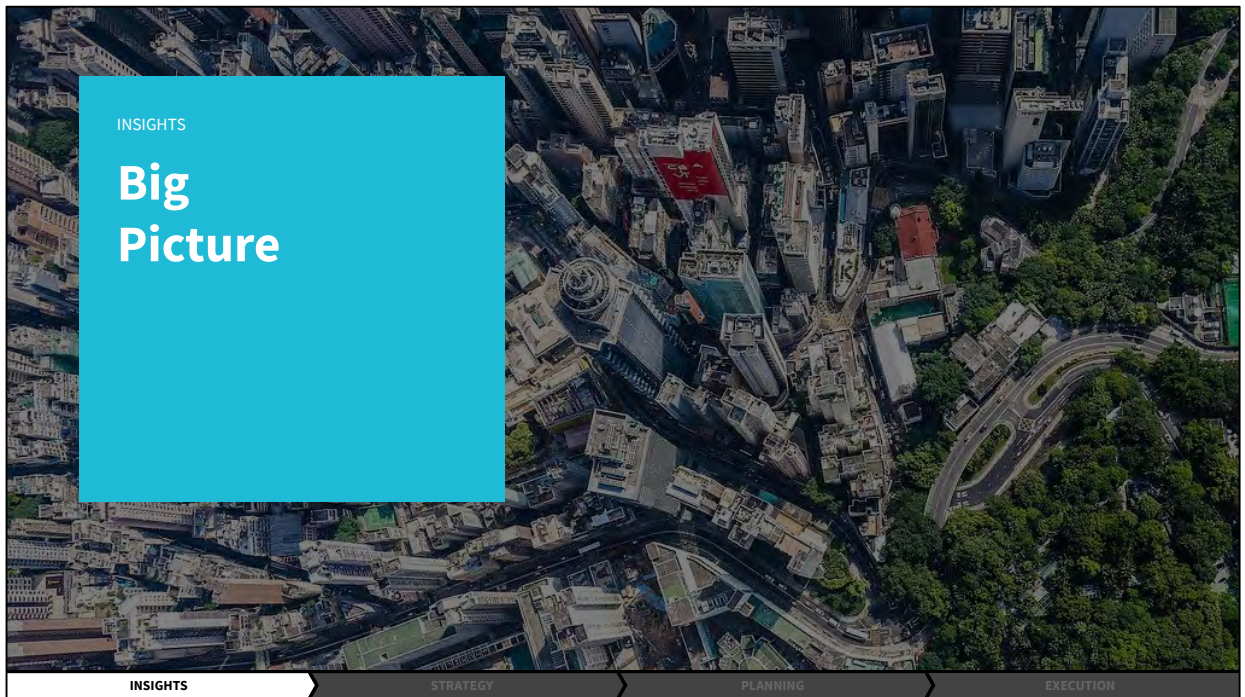 INSIGHTS
Big
Picture
INSIGHTS
STRATEGY
PLANNING
EXECUTION